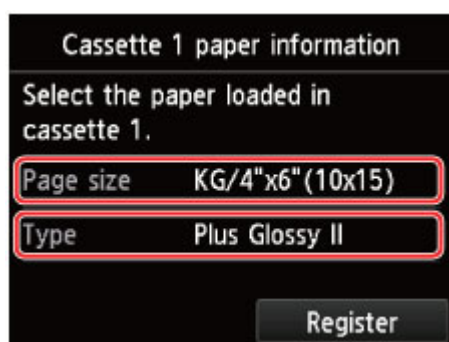 Cassette 1 paper information
Select the paper loaded in
cassette 1.
Page size KG/4"x6"(10x15)
Type Plus Glossy II
Register